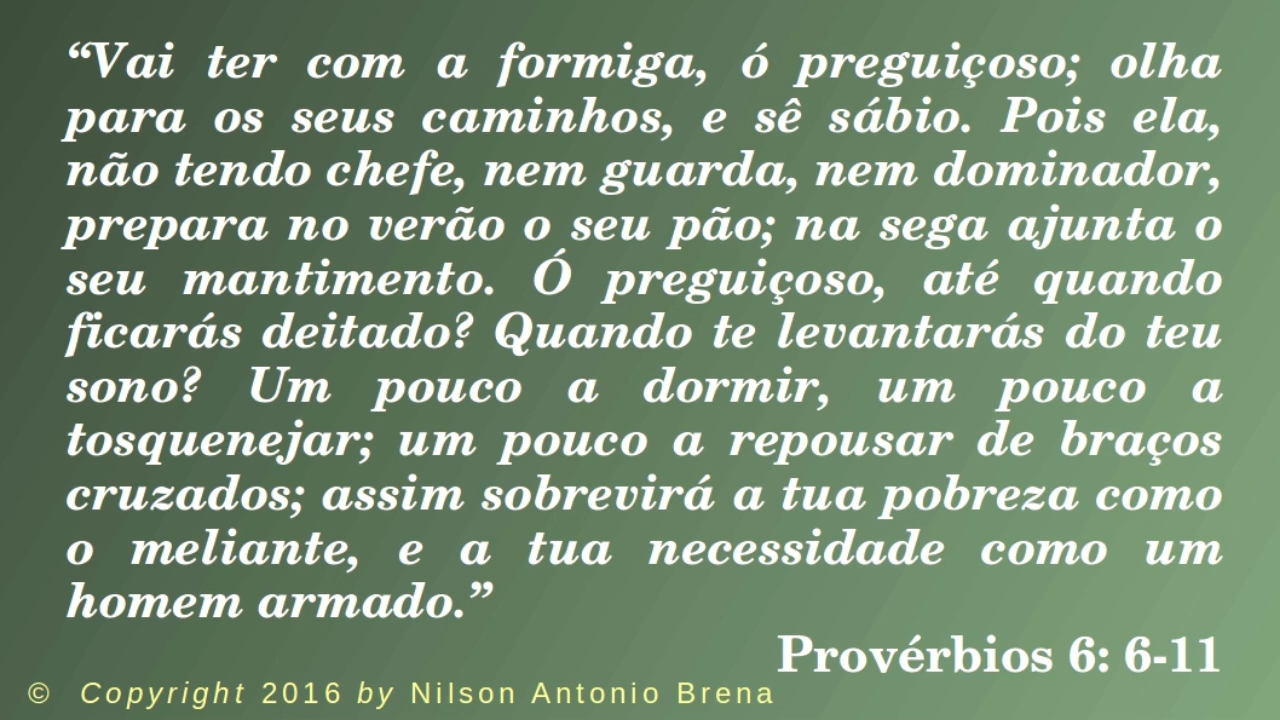 “Vai ter com a formiga, ó preguiçoso; olha
para os seus caminhos, e sê sábio. Pois ela,
não tendo chefe, nem guarda, nem dominador,
prepara no verão o seu pão; na sega ajunta o
seu mantimento. Ó preguiçoso, até quando
ficarás deitado? Quando te levantarás do teu
sono? Um pouco a dormir, um pouco a
tosquenejar; um pouco a repousar de braços
cruzados; assim sobrevirá a tua pobreza como
o meliante, e a tua necessidade como um
homem armado.”
Provérbios 6: 6-11
© Copyright 2016 by Nilson Antonio Brena